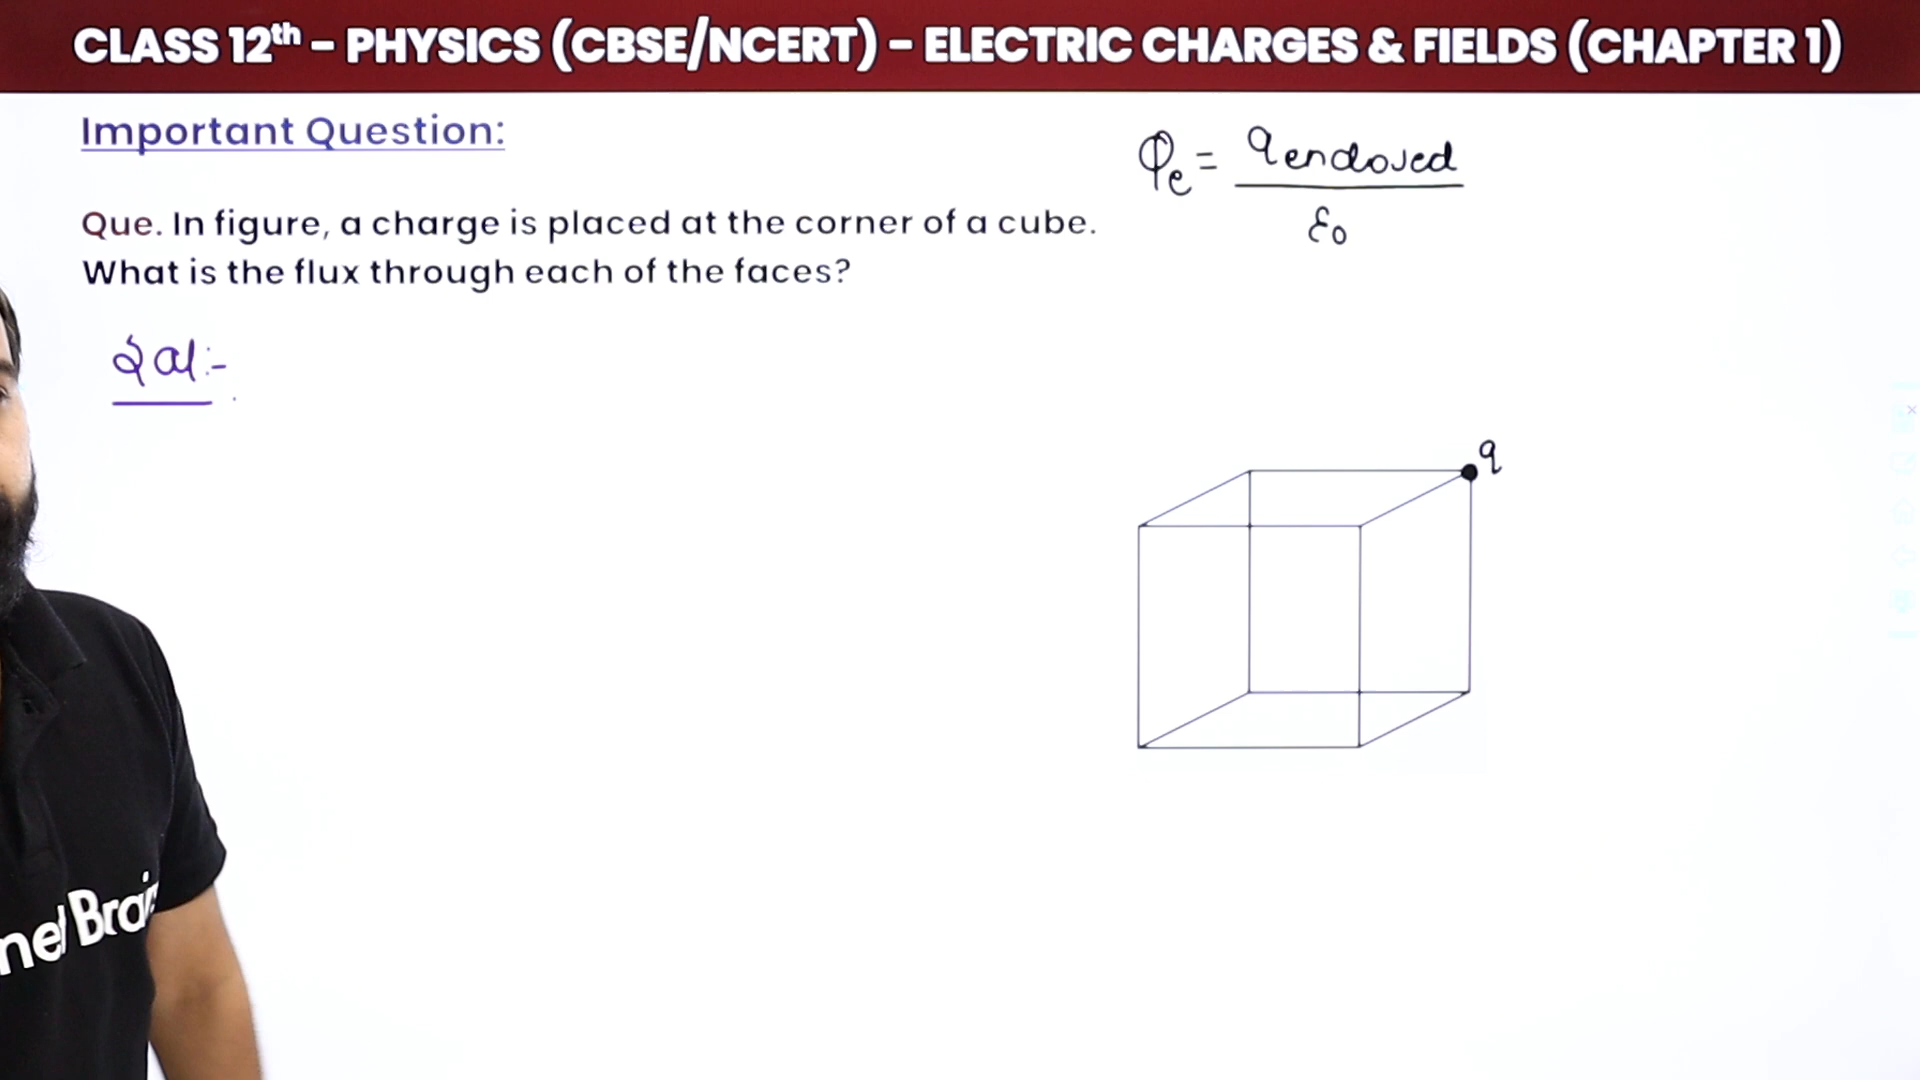 CLASS 12th – PHYSICS (CBSE/NCERT) – ELECTRIC CHARGES & FIELDS (CHAPTER 1)
Important Question:
Que. In figure, a charge is placed at the corner of a cube.
What is the flux through each of the faces?
Φe = q enclosed / ε0
Sol:-
q